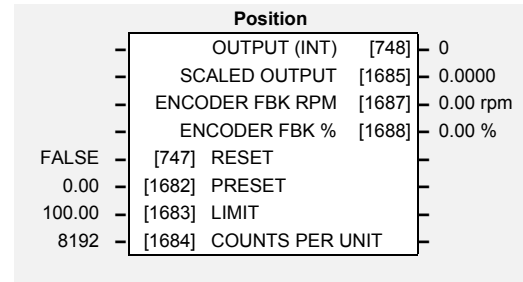 Position
OUTPUT (INT) [748] 0
SCALED OUTPUT [1685] 0.0000
ENCODER FBK RPM [1687] 0.00 rpm
ENCODER FBK % [1688] 0.00 %
FALSE [747] RESET
0.00 [1682] PRESET
100.00 [1683] LIMIT
8192 [1684] COUNTS PER UNIT